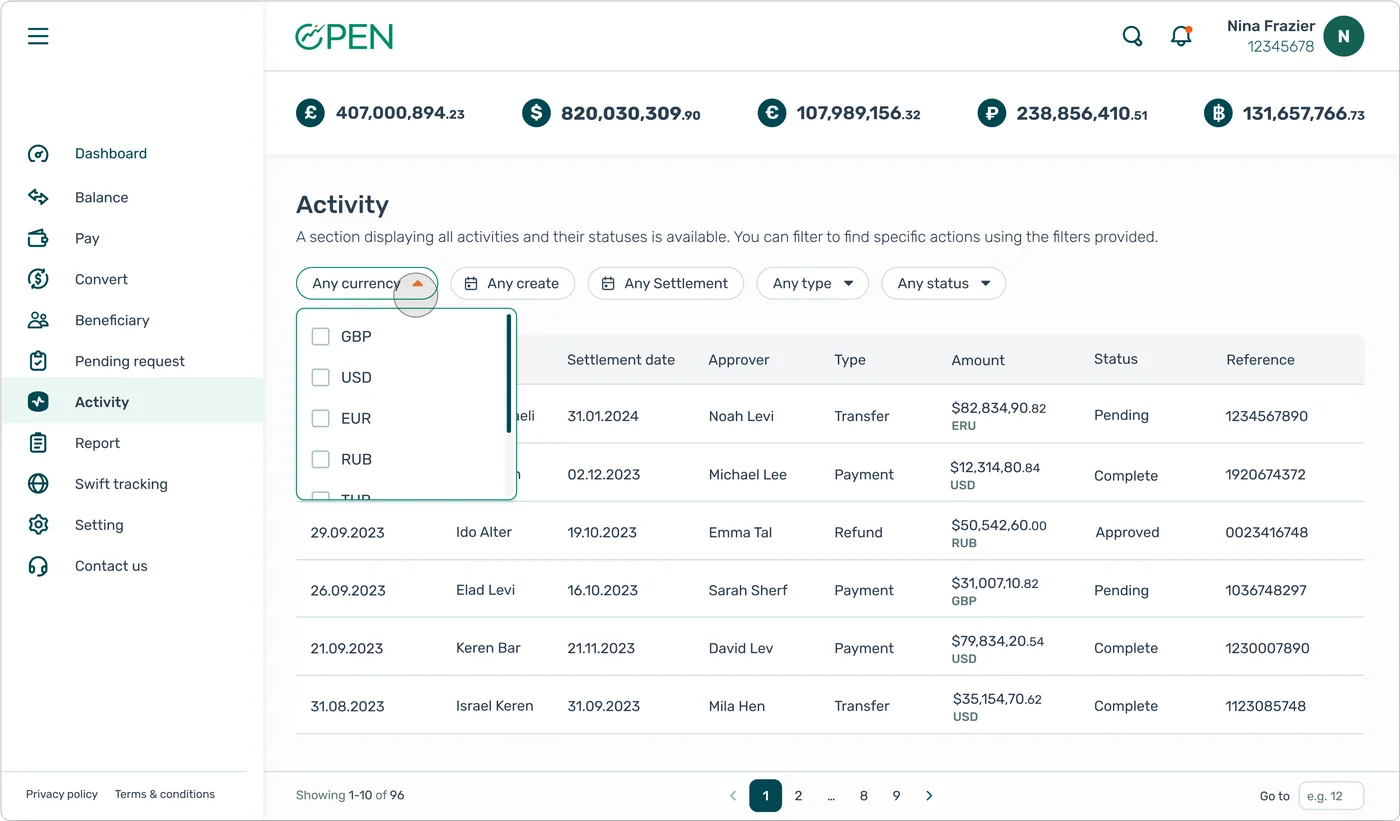 OPEN
Nina Frazier
12345678
N
£ 407,000,894.23
$ 820,030,309.90
€ 107,989,156.32
₽ 238,856,410.51
฿ 131,657,766.73
Dashboard
Balance
Pay
Convert
Beneficiary
Pending request
Activity
Report
Swift tracking
Setting
Contact us
Privacy policy Terms & conditions
Activity
A section displaying all activities and their statuses is available. You can filter to find specific actions using the filters provided.
Any currency Any create Any Settlement Any type Any status
GBP
USD
EUR
RUB
Settlement date Approver Type Amount Status Reference
31.01.2024 Noah Levi Transfer $82,834,90.82 ERU Pending 1234567890
02.12.2023 Michael Lee Payment $12,314,80.84 USD Complete 1920674372
29.09.2023 Ido Alter 19.10.2023 Emma Tal Refund $50,542,60.00 RUB Approved 0023416748
26.09.2023 Elad Levi 16.10.2023 Sarah Sherf Payment $31,007,10.82 GBP Pending 1036748297
21.09.2023 Keren Bar 21.11.2023 David Lev Payment $79,834,20.54 USD Complete 1230007890
31.08.2023 Israel Keren 31.09.2023 Mila Hen Transfer $35,154,70.62 USD Complete 1123085748
Showing 1-10 of 96
1 2 ... 8 9
Go to e.g. 12